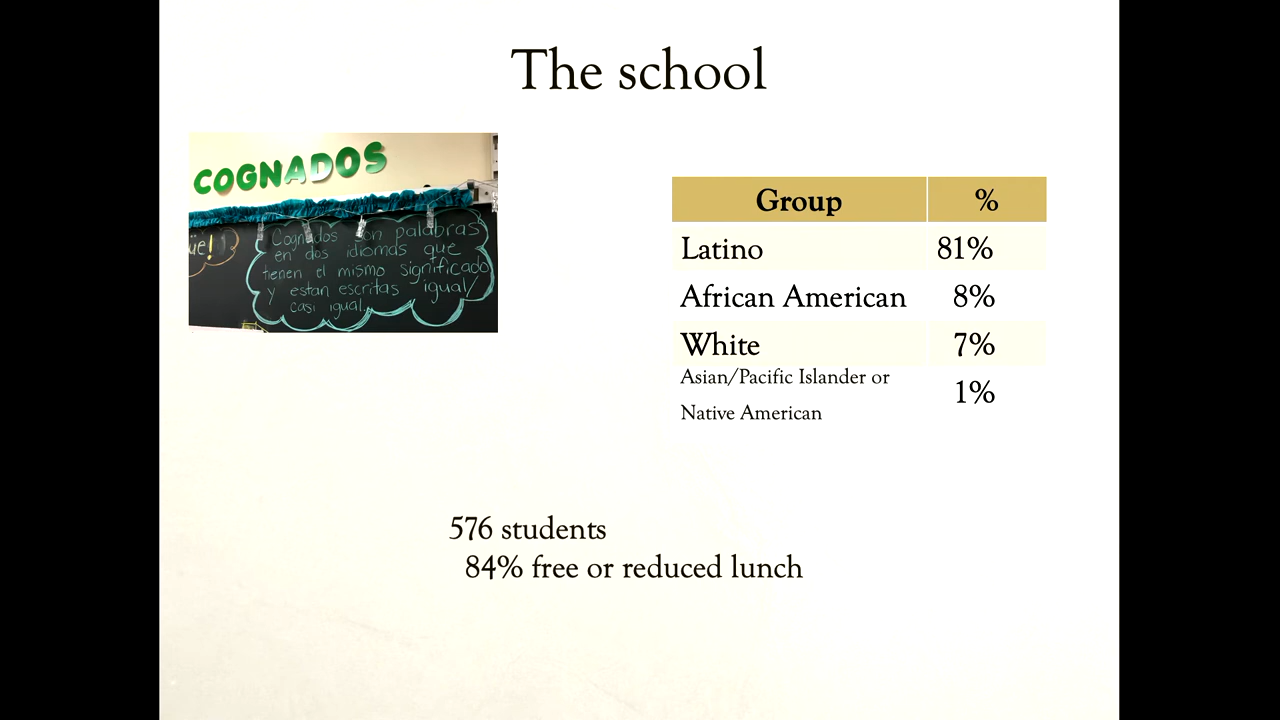 The school
COGNADOS
üe!
Cognados son palabras
en dos idiomas que
tienen el mismo significado
y estan escritas igual/
casi igual.
Group %
Latino 81%
African American 8%
White 7%
Asian/Pacific Islander or
Native American 1%
576 students
84% free or reduced lunch